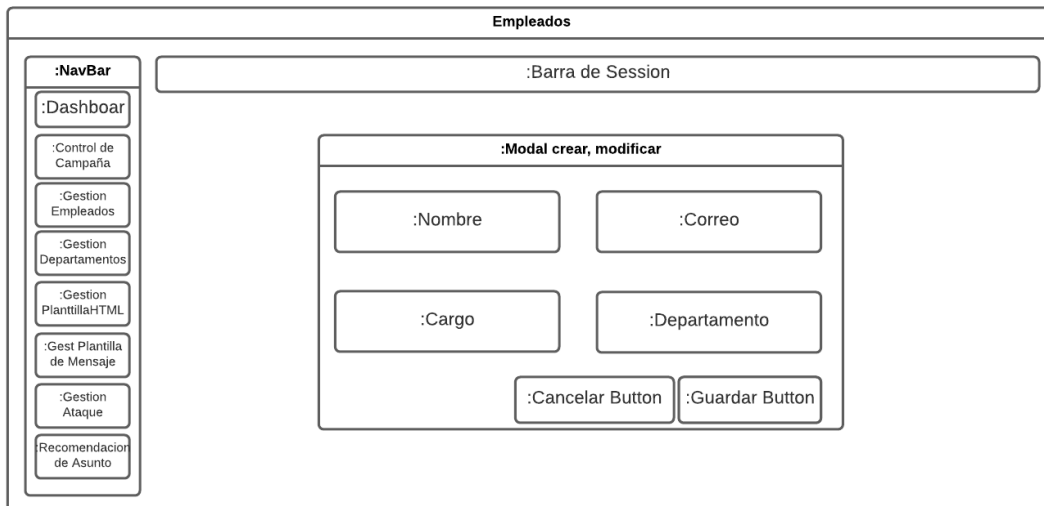 Empleados
:NavBar
:Barra de Session
:Dashboar
:Control de
Campaña
:Gestion
Empleados
:Gestion
Departamentos
:Gestion
PlanttillaHTML
:Gest Plantilla
de Mensaje
:Gestion
Ataque
:Recomendacion
de Asunto
:Modal crear, modificar
:Nombre
:Correo
:Cargo
:Departamento
:Cancelar Button
:Guardar Button